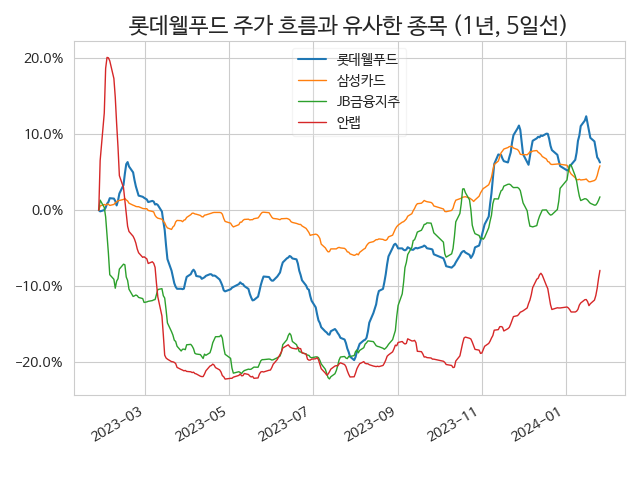 롯데웰푸드 주가 흐름과 유사한 종목 (1년, 5일선)
롯데웰푸드
삼성카드
JB금융지주
안랩
20.0%
10.0%
0.0%
−10.0%
−20.0%
2023-03
2023-05
2023-07
2023-09
2023-11
2024-01